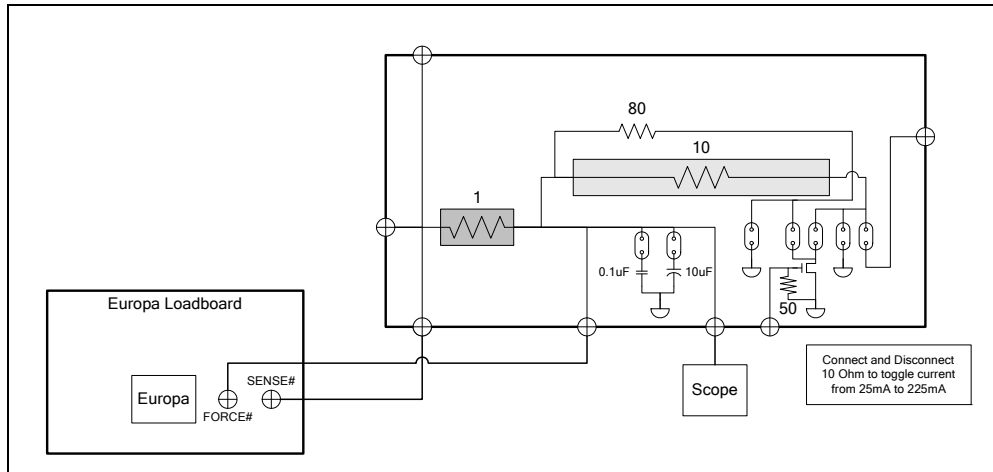 80
10
1
0.1uF
10uF
50
Europa Loadboard
Europa
SENSE#
FORCE#
Scope
Connect and Disconnect
10 Ohm to toggle current
from 25mA to 225mA